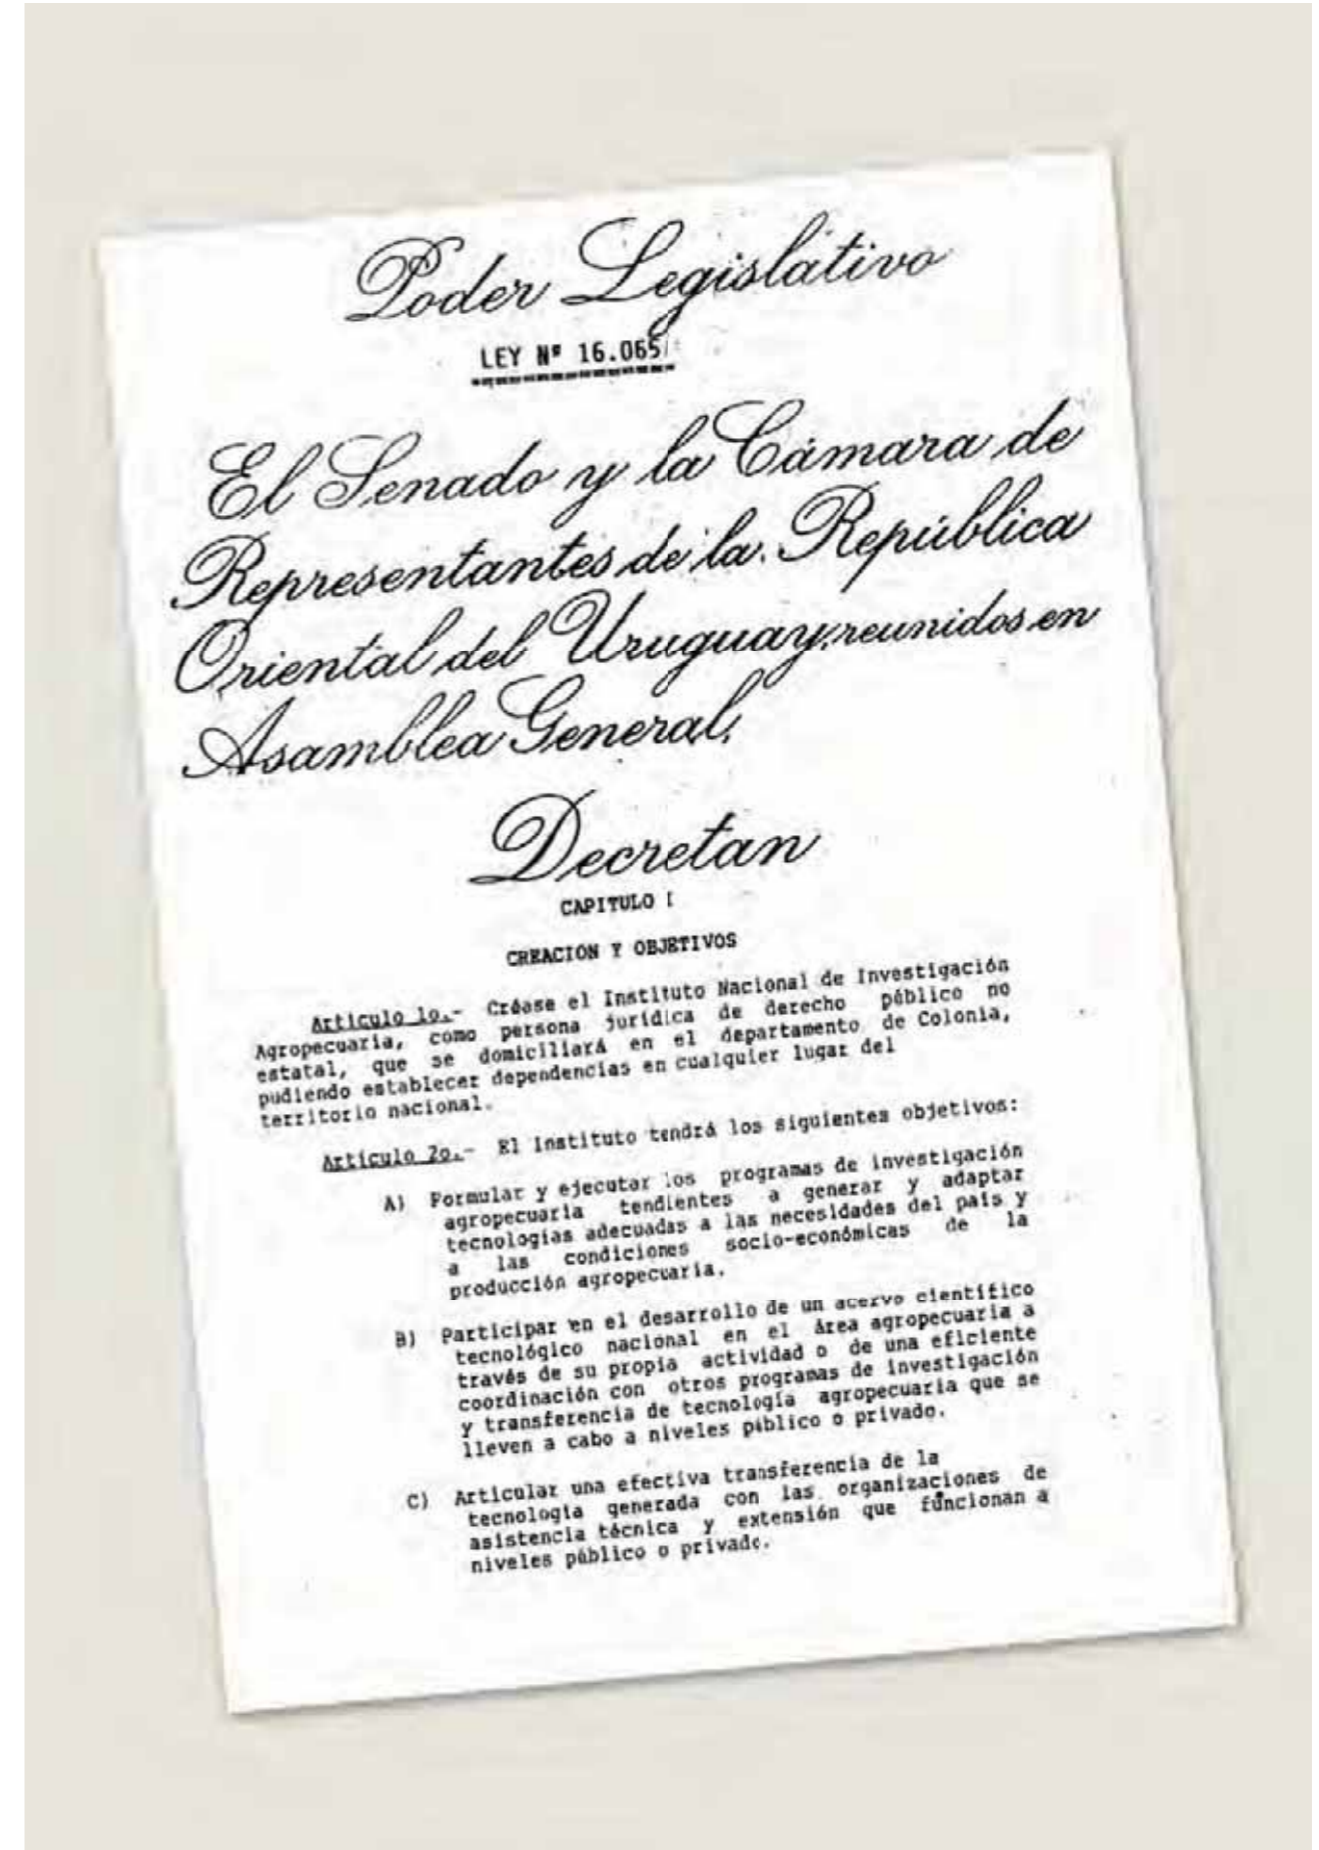 Poder Legislativo
LEY Nº 16.065
El Senado y la Cámara de
Representantes de la República
Oriental del Uruguay, reunidos en
Asamblea General,
Decretan
CAPITULO I
CREACION Y OBJETIVOS
Artículo 1o.- Créase el Instituto Nacional de Investigación
Agropecuaria, como persona jurídica de derecho público no
estatal, que se domiciliará en el departamento de Colonia,
pudiendo establecer dependencias en cualquier lugar del
territorio nacional.
Artículo 2o.- El Instituto tendrá los siguientes objetivos:
A) Formular y ejecutar los programas de investigación
agropecuaria tendientes a generar y adaptar
tecnologías adecuadas a las necesidades del país y
a las condiciones socio-económicas de la
producción agropecuaria.
B) Participar en el desarrollo de un acervo científico
tecnológico nacional en el área agropecuaria a
través de su propia actividad o de una eficiente
coordinación con otros programas de investigación
y transferencia de tecnología agropecuaria que se
lleven a cabo a niveles público o privado.
C) Articular una efectiva transferencia de la
tecnología generada con las organizaciones de
asistencia técnica y extensión que funcionan a
niveles público o privado.